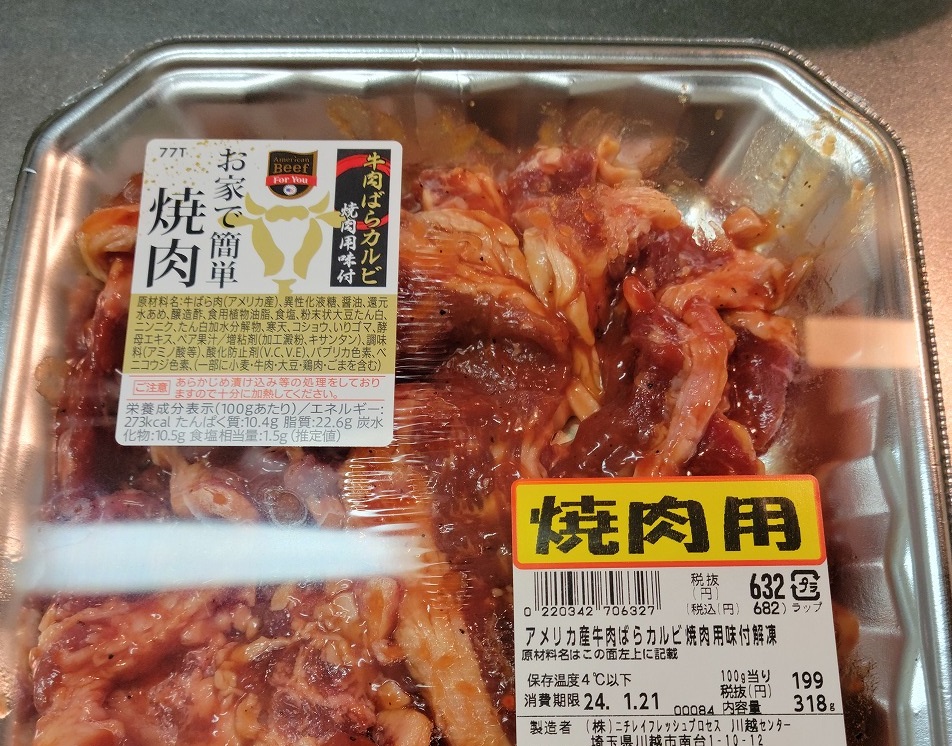 77T
お家で簡単
焼肉
American
Beef
For You
牛肉ばらカルビ
焼肉用味付
原材料名:牛ばら肉(アメリカ産)、異性化液糖、醤油、還元
水あめ、醸造酢、食用植物油脂、食塩、粉末状大豆たん白、
ニンニク、たん白加水分解物、寒天、コショウ、いりゴマ、酵
母エキス、ペア果汁/増粘剤(加工澱粉、キサンタン)、調味
料(アミノ酸等)、酸化防止剤(V.C、V.E)、パプリカ色素、ベ
ニコウジ色素、(一部に小麦・牛肉・大豆・鶏肉・ごまを含む)
ご注意 あらかじめ漬け込み等の処理をしており
ますので十分に加熱してください。
栄養成分表示(100gあたり)/エネルギー:
273kcal たんぱく質:10.4g 脂質:22.6g 炭水
化物:10.5g 食塩相当量:1.5g(推定値)
焼肉用
0 220342 706327
税抜(円) 632
(税込(円) 682)
プラ
ラップ
アメリカ産牛肉ばらカルビ焼肉用味付解凍
原材料名はこの面左上に記載
保存温度4℃以下
100g当り税抜(円) 199
消費期限 24. 1.21
00084
内容量 318g
製造者 (株)ニチレイフレッシュプロセス 川越センター
埼玉県川越市南台1-10-12